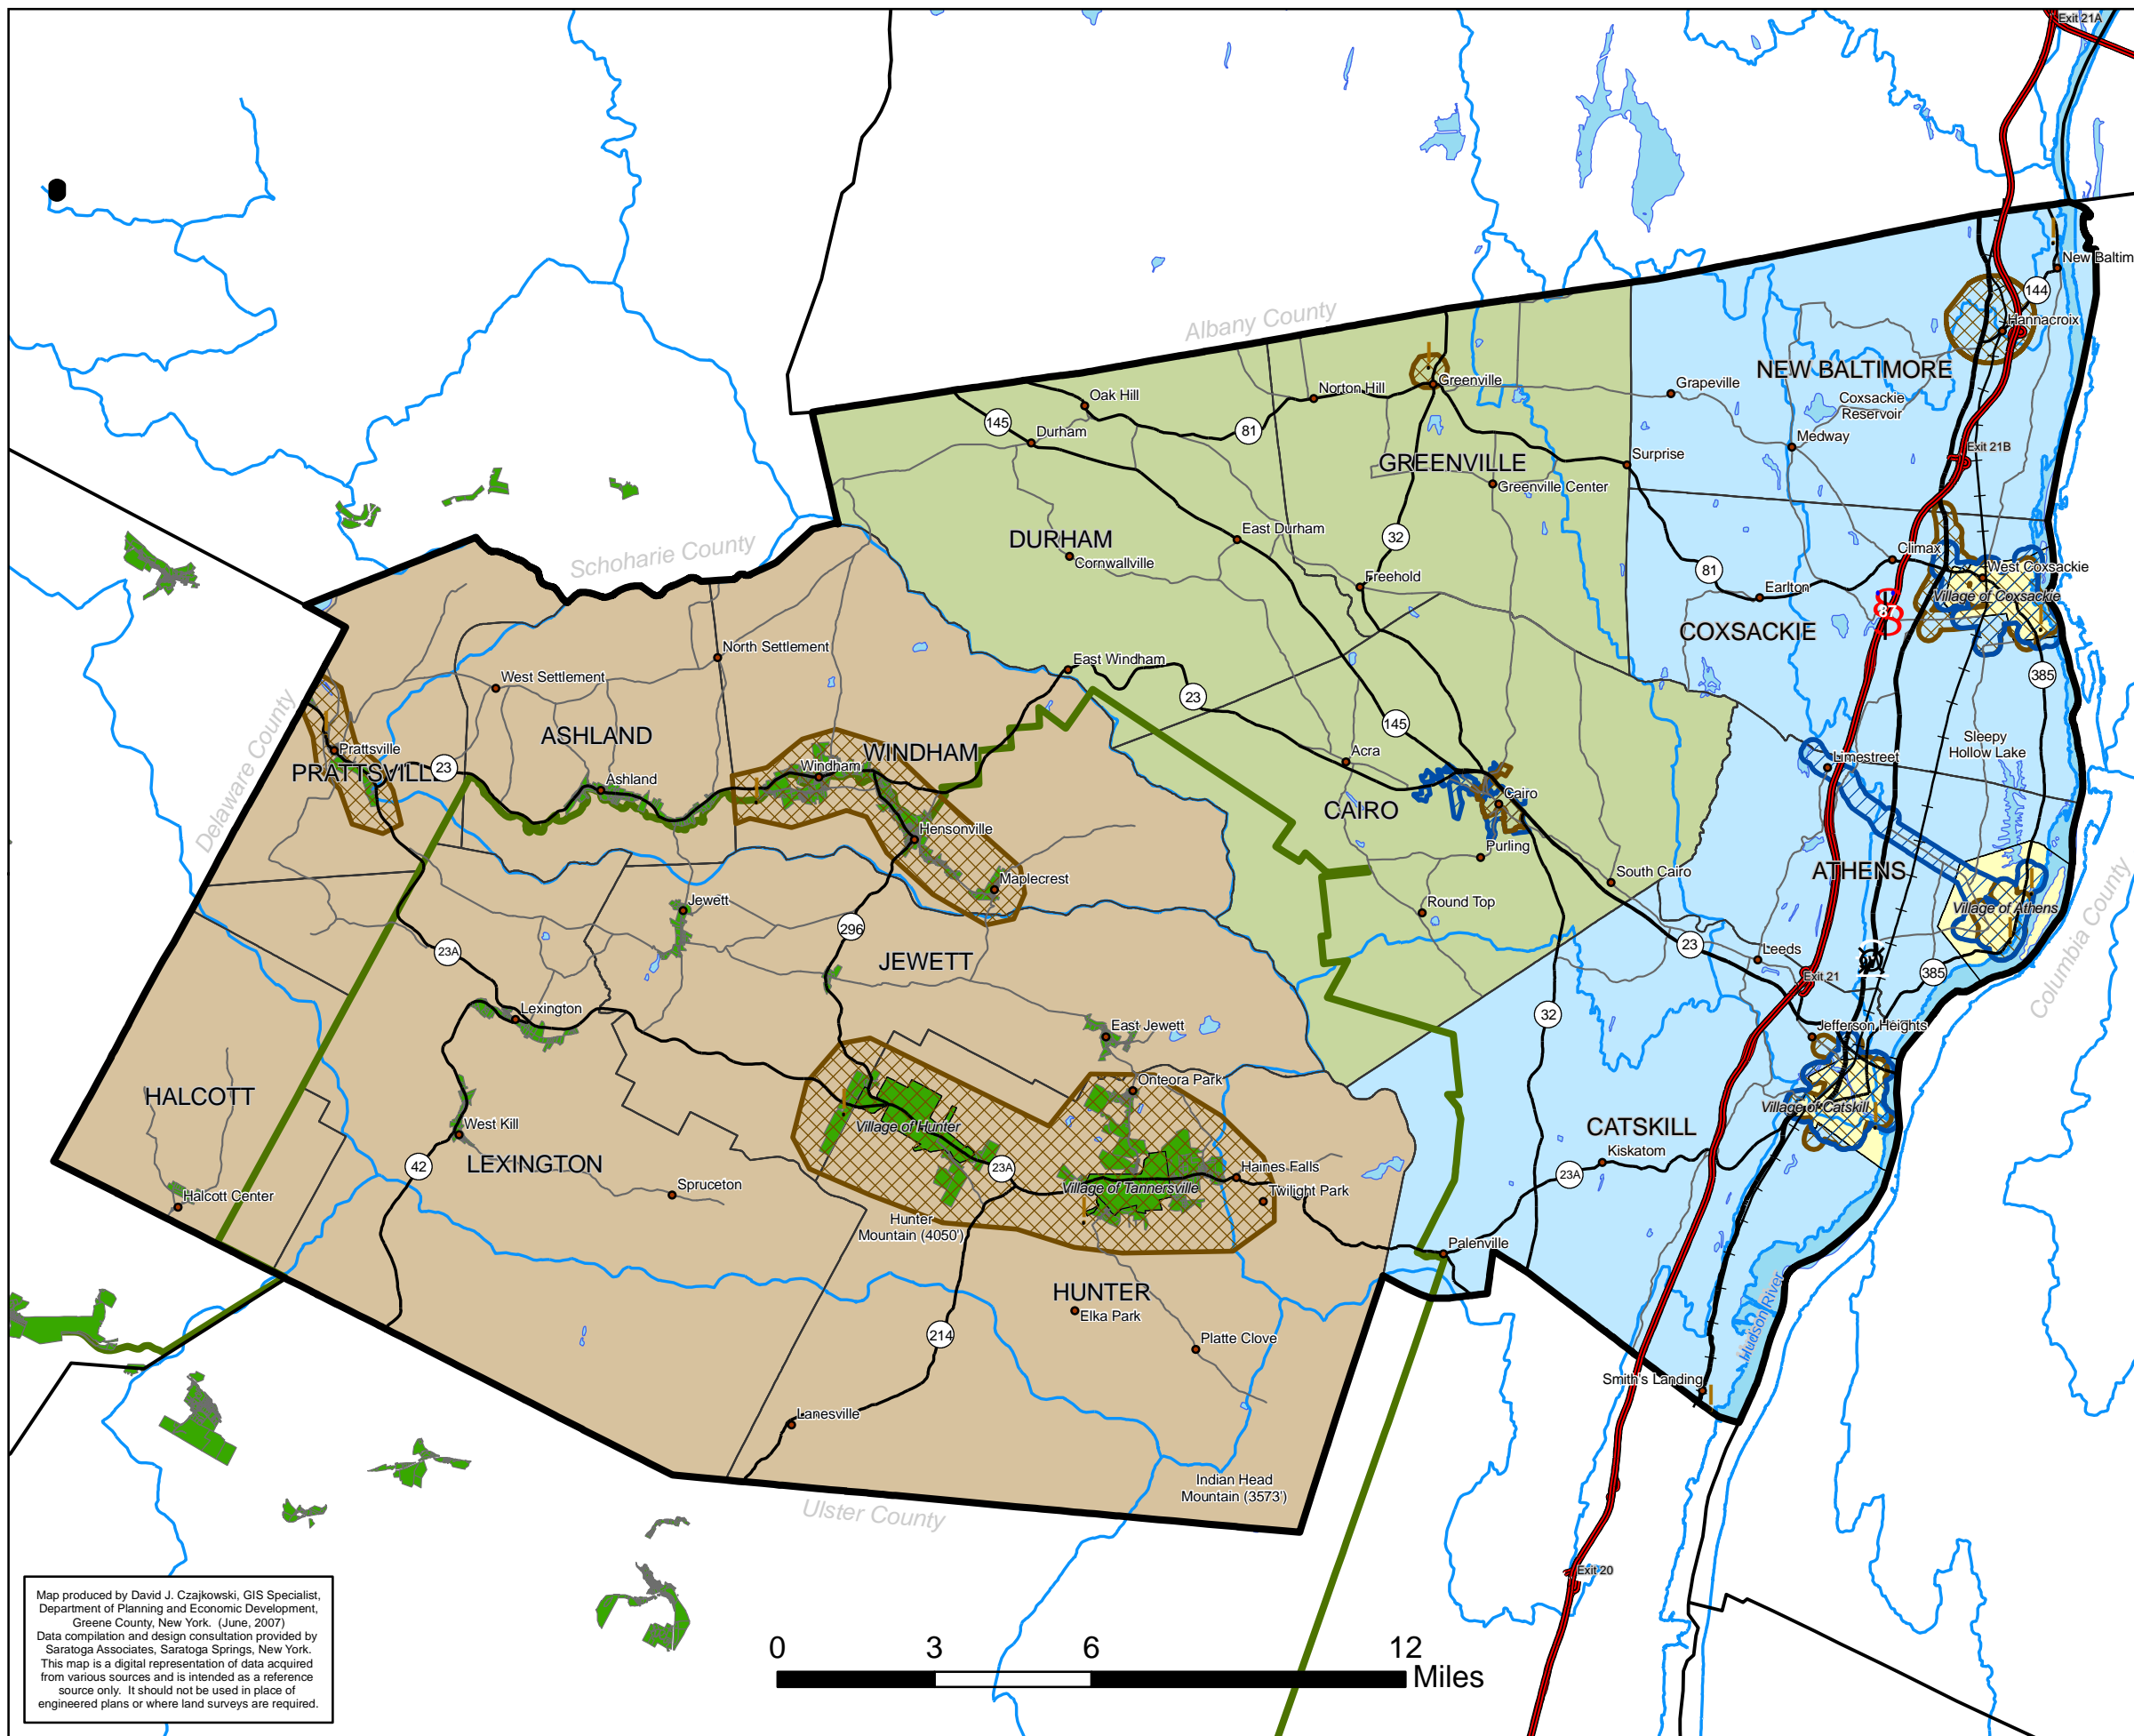 Exit 21A
New Baltim
144
Hannacroix
Albany County
NEW BALTIMORE
Grapeville
Coxsackie
Reservoir
Medway
Exit 21B
Greenville
Norton Hill
Oak Hill
145
Durham
81
Surprise
GREENVILLE
Greenville Center
East Durham
DURHAM
Cornwallville
32
Freehold
Schoharie County
Climax
West Coxsackie
81
Earlton
Village of Coxsackie
87
COXSACKIE
385
North Settlement
East Windham
West Settlement
23
145
Sleepy
Hollow Lake
Limestreet
Delaware County
Prattsville
ASHLAND
WINDHAM
Acra
PRATTSVILL
23
Windham
Ashland
Cairo
CAIRO
Hensonville
Purling
ATHENS
South Cairo
Maplecrest
Jewett
Round Top
Village of Athens
296
23A
23
Leeds
JEWETT
385
Exit 21
Columbia County
Lexington
32
Jefferson Heights
East Jewett
Onteora Park
HALCOTT
Village of Hunter
Village of Catskill
West Kill
CATSKILL
Kiskatom
42
LEXINGTON
23A
Haines Falls
23A
Spruceton
Village of Tannersville
Twilight Park
Halcott Center
Hunter
Mountain (4050')
Palenville
HUNTER
Elka Park
Hudson River
214
Platte Clove
Smith's Landing
Lanesville
Indian Head
Mountain (3573')
Ulster County
Exit 20
Map produced by David J. Czajkowski, GIS Specialist,
Department of Planning and Economic Development,
Greene County, New York. (June, 2007)
Data compilation and design consultation provided by
Saratoga Associates, Saratoga Springs, New York.
This map is a digital representation of data acquired
from various sources and is intended as a reference
source only. It should not be used in place of
engineered plans or where land surveys are required.
0 3 6 12
Miles